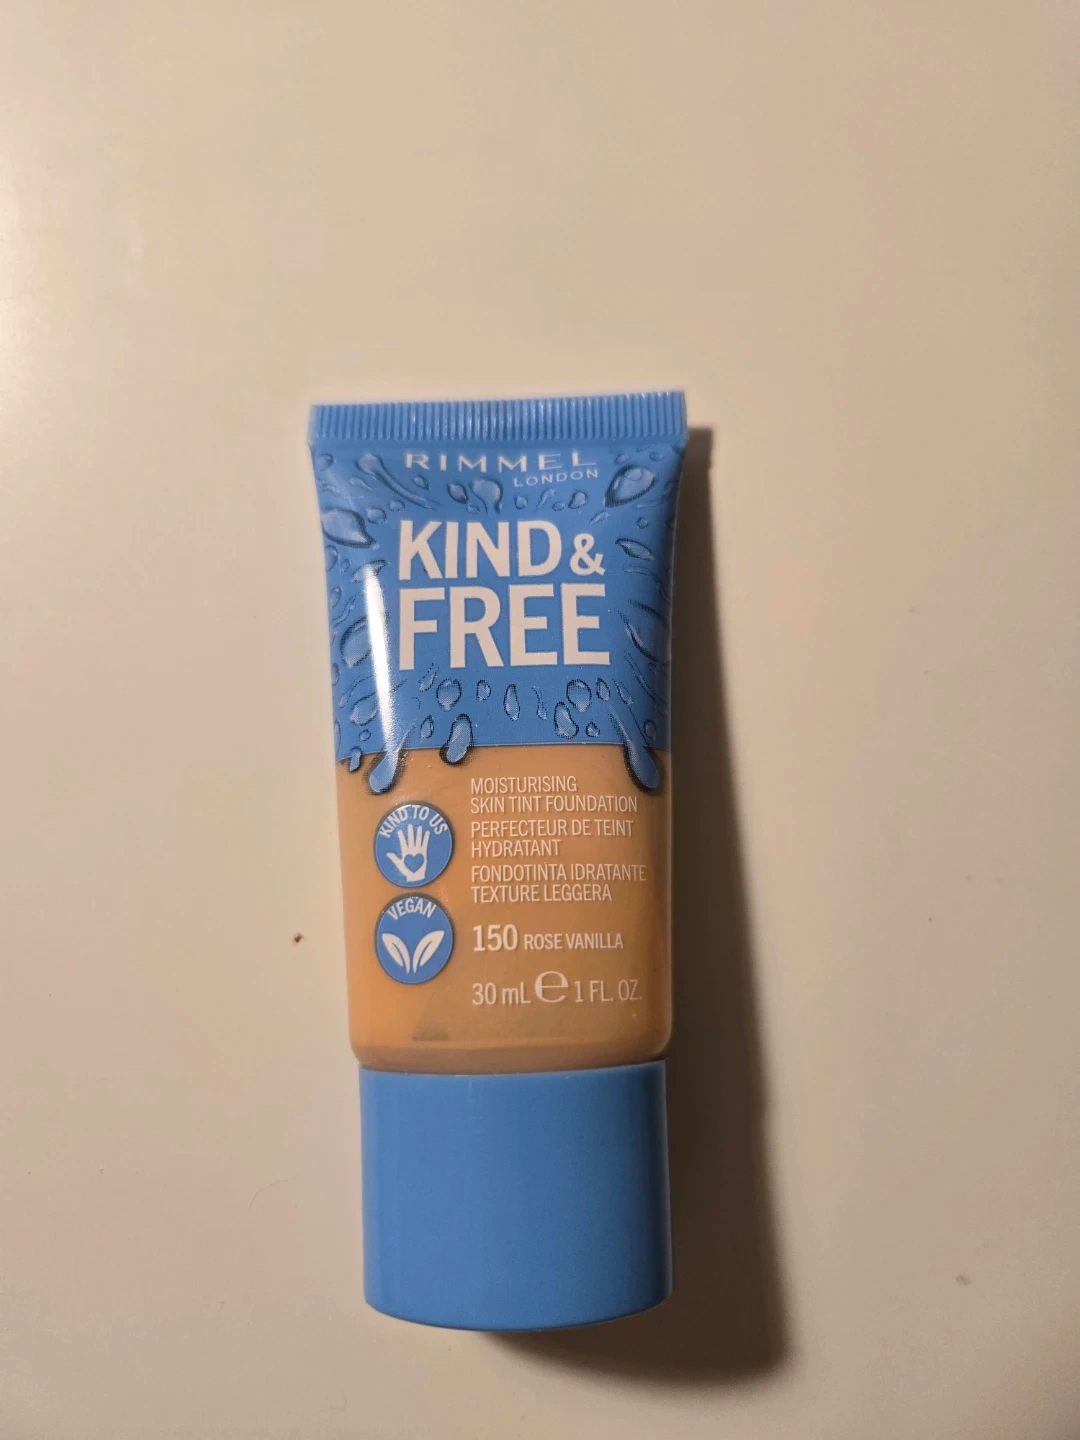 RIMMEL
LONDON
KIND &
FREE
MOISTURISING
SKIN TINT FOUNDATION
PERFECTEUR DE TEINT
HYDRATANT
FONDOTINTA IDRATANTE
TEXTURE LEGGERA
KIND TO US
VEGAN
150 ROSE VANILLA
30 mL ℮ 1 FL. OZ.